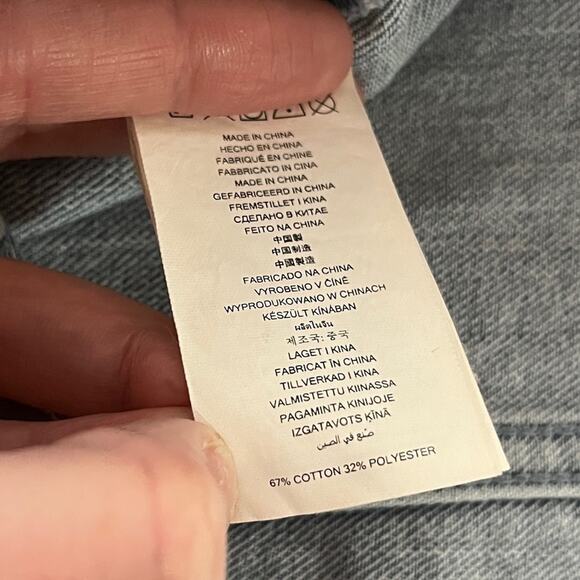 MADE IN CHINA
HECHO EN CHINA
FABRIQUÉ EN CHINE
FABBRICATO IN CINA
MADE IN CHINA
GEFABRICEERD IN CHINA
FREMSTILLET I KINA
СДЕЛАНО В КИТАЕ
FEITO NA CHINA
中国製
中国制造
中國製造
FABRICADO NA CHINA
VYROBENO V ČÍNĚ
WYPRODUKOWANO W CHINACH
KÉSZÜLT KÍNÁBAN
ผลิตในจีน
제조국: 중국
LAGET I KINA
FABRICAT ÎN CHINA
TILLVERKAD I KINA
VALMISTETTU KIINASSA
PAGAMINTA KINIJOJE
IZGATAVOTS ĶĪNĀ
صنع في الصين
67% COTTON 32% POLYESTER